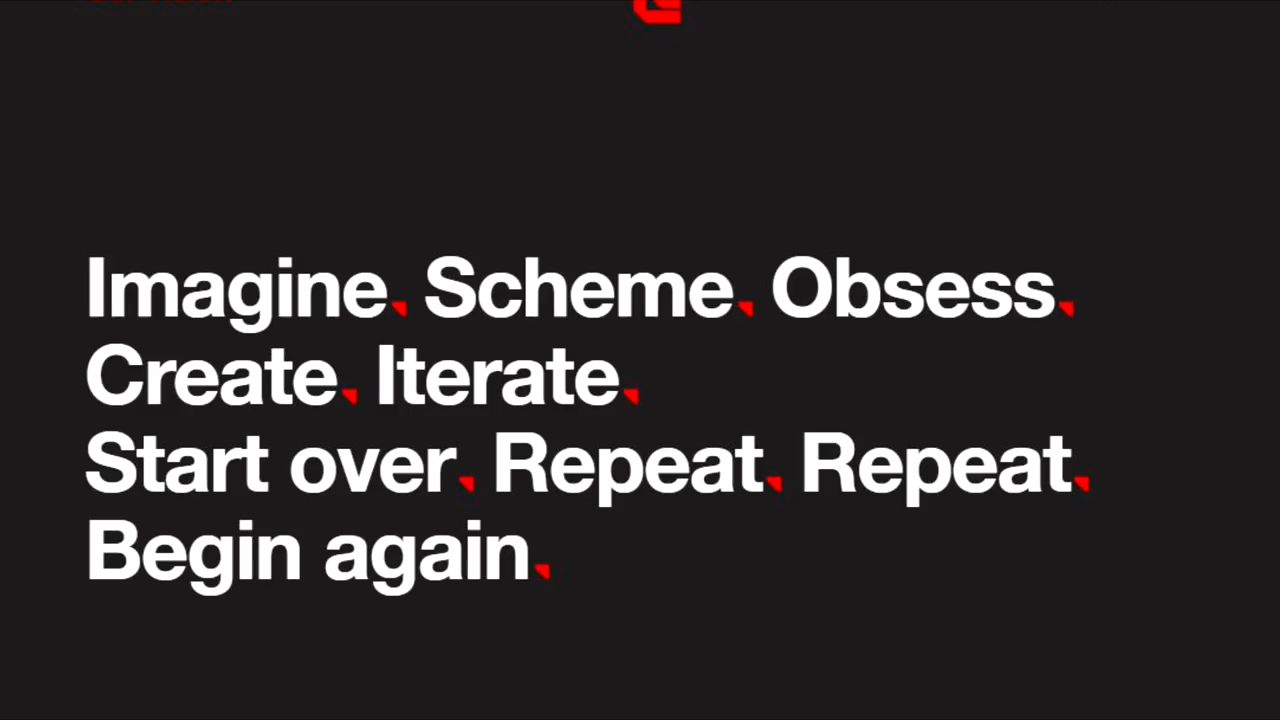 Imagine. Scheme. Obsess.
Create. Iterate.
Start over. Repeat. Repeat.
Begin again.